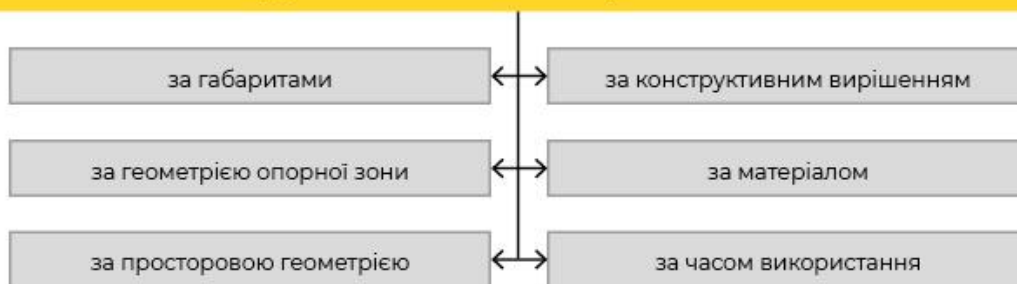 за габаритами
за конструктивним вирішенням
за геометрією опорної зони
за матеріалом
за просторовою геометрією
за часом використання